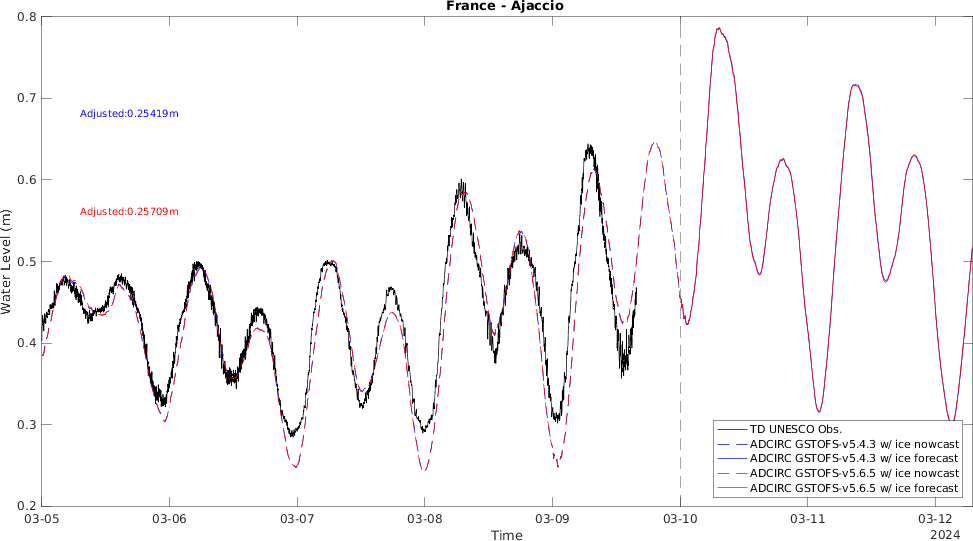 France - Ajaccio
0.8
0.7
0.6
0.5
0.4
0.3
0.2
Water Level (m)
Adjusted:0.25419m
Adjusted:0.25709m
TD UNESCO Obs.
ADCIRC GSTOFS-v5.4.3 w/ ice nowcast
ADCIRC GSTOFS-v5.4.3 w/ ice forecast
ADCIRC GSTOFS-v5.6.5 w/ ice nowcast
ADCIRC GSTOFS-v5.6.5 w/ ice forecast
03-05 03-06 03-07 03-08 03-09 03-10 03-11 03-12
Time
2024